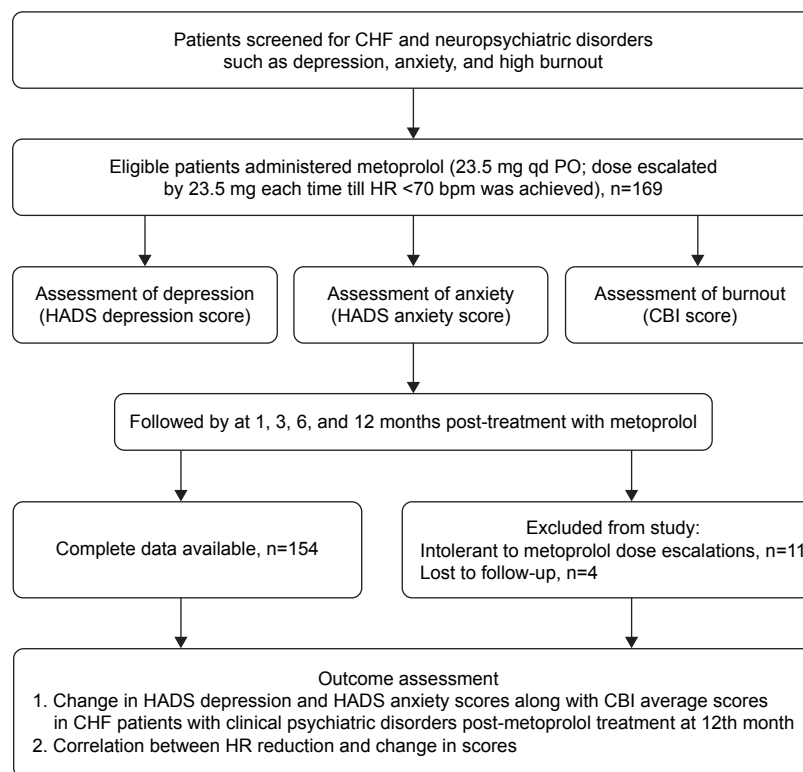 Patients screened for CHF and neuropsychiatric disorders
such as depression, anxiety, and high burnout
Eligible patients administered metoprolol (23.5 mg qd PO; dose escalated
by 23.5 mg each time till HR <70 bpm was achieved), n=169
Assessment of depression
(HADS depression score)
Assessment of anxiety
(HADS anxiety score)
Assessment of burnout
(CBI score)
Followed by at 1, 3, 6, and 12 months post-treatment with metoprolol
Complete data available, n=154
Excluded from study:
Intolerant to metoprolol dose escalations, n=11
Lost to follow-up, n=4
Outcome assessment
1. Change in HADS depression and HADS anxiety scores along with CBI average scores
in CHF patients with clinical psychiatric disorders post-metoprolol treatment at 12th month
2. Correlation between HR reduction and change in scores